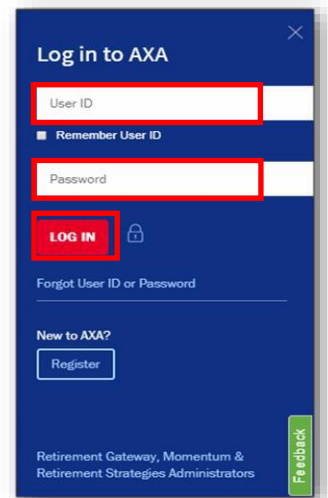 Log in to AXA
User ID
Remember User ID
Password
LOG IN
Forgot User ID or Password
New to AXA?
Register
Feedback
Retirement Gateway, Momentum &
Retirement Strategies Administrators